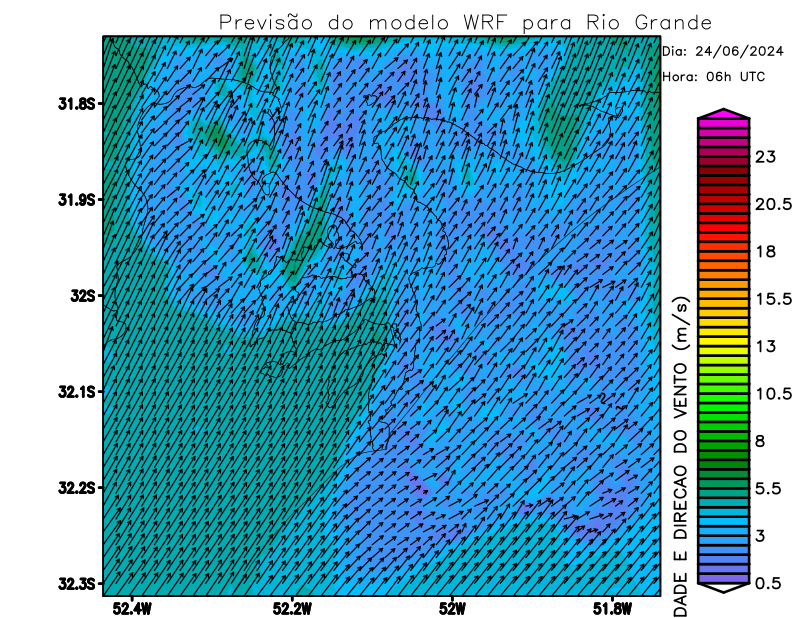 Previsão do modelo WRF para Rio Grande
Dia: 24/06/2024
Hora: 06h UTC
31.8S
31.9S
32S
32.1S
32.2S
32.3S
52.4W
52.2W
52W
51.8W
23
20.5
18
15.5
13
10.5
8
5.5
3
0.5
DADE E DIRECAO DO VENTO (m/s)